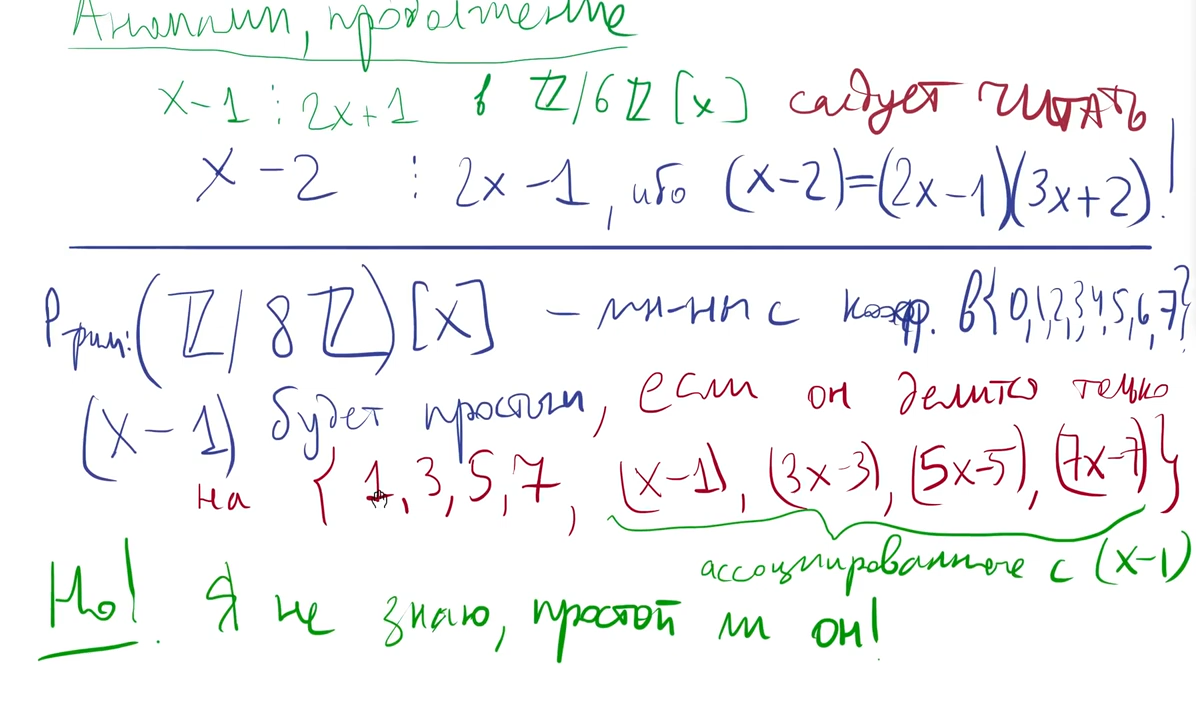 Аномалии, продолжение
x-1 ⋮ 2x+1 в ℤ/6ℤ[x] следует читать
x-2 ⋮ 2x-1, ибо (x-2)=(2x-1)(3x+2)!
Прим: (ℤ/8ℤ)[x] – мн-ны с коэфф. в {0,1,2,3,4,5,6,7}
(x-1) будет простым, если он делится только
на {1,3,5,7, (x-1), (3x-3), (5x-5), (7x-7)}
ассоциированные с (x-1)
Но! Я не знаю, простой ли он!